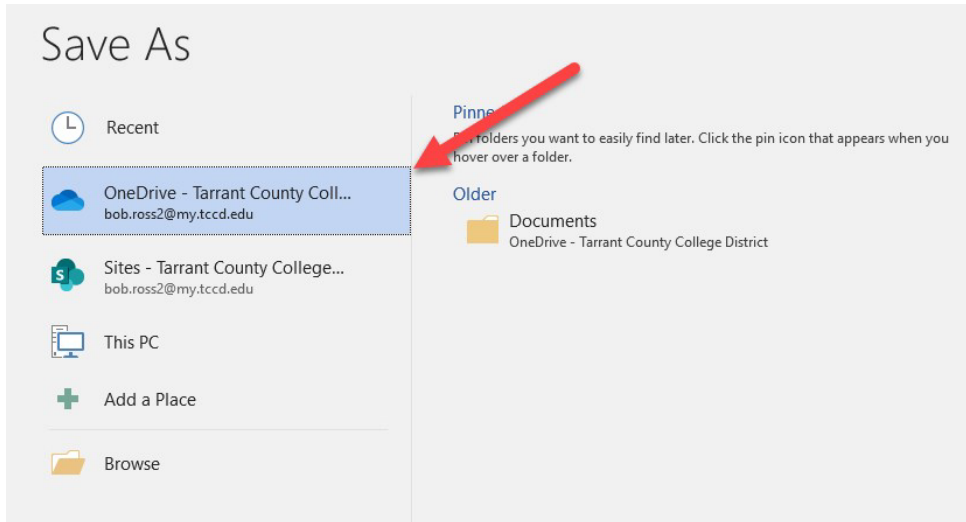 Save As
Recent
OneDrive - Tarrant County Coll...
bob.ross2@my.tccd.edu
Sites - Tarrant County College...
bob.ross2@my.tccd.edu
This PC
Add a Place
Browse
Pinne
folders you want to easily find later. Click the pin icon that appears when you
hover over a folder.
Older
Documents
OneDrive - Tarrant County College District